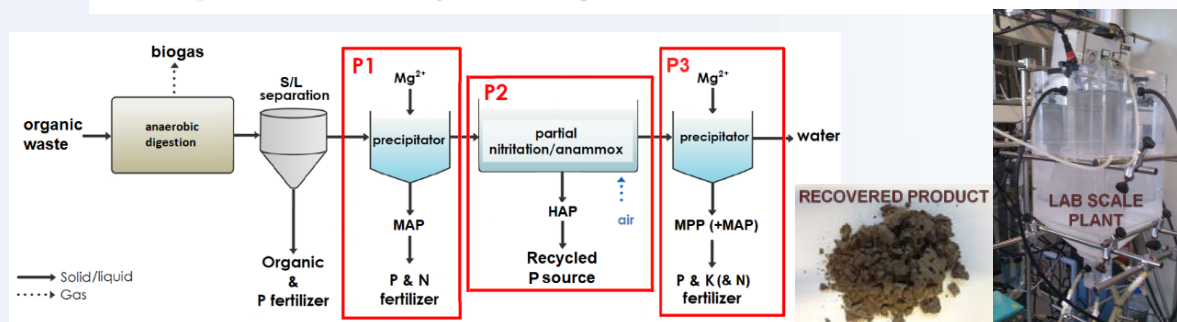 biogas
organic
waste
anaerobic
digestion
S/L
separation
Organic
&
P fertilizer
P1
Mg²⁺
precipitator
MAP
P & N
fertilizer
P2
partial
nitritation/anammox
HAP
air
Recycled
P source
P3
Mg²⁺
precipitator
water
MPP (+MAP)
P & K (& N)
fertilizer
Solid/liquid
Gas
RECOVERED PRODUCT
LAB SCALE
PLANT